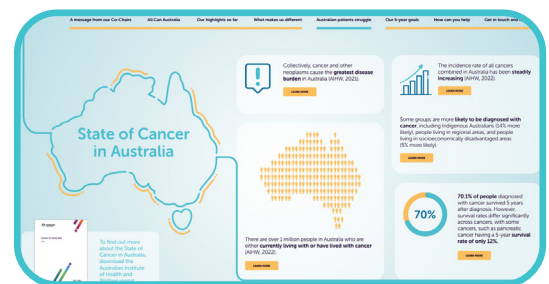 A message from our Co-Chairs
All.Can Australia
Our highlights so far
What makes us different
Australian patients struggle
Our 5-year goals
How can you help
Get in touch and
State of Cancer
in Australia
To find out more
about the State of
Cancer in Australia,
download the
Australian Institute
of Health and
Collectively, cancer and other
neoplasms cause the greatest disease
burden in Australia (AIHW, 2021).
LEARN MORE
There are over 1 million people in Australia who are
either currently living with or have lived with cancer
(AIHW, 2022).
LEARN MORE
The incidence rate of all cancers
combined in Australia has been steadily
increasing (AIHW, 2022).
LEARN MORE
Some groups are more likely to be diagnosed with
cancer, including Indigenous Australians (14% more
likely), people living in regional areas, and people
living in socioeconomically disadvantaged areas
(5% more likely).
LEARN MORE
70%
70.1% of people diagnosed
with cancer survived 5 years
after diagnosis. However,
survival rates differ significantly
across cancers, with some
cancers, such as pancreatic
cancer having a 5-year survival
rate of only 12%.
LEARN MORE